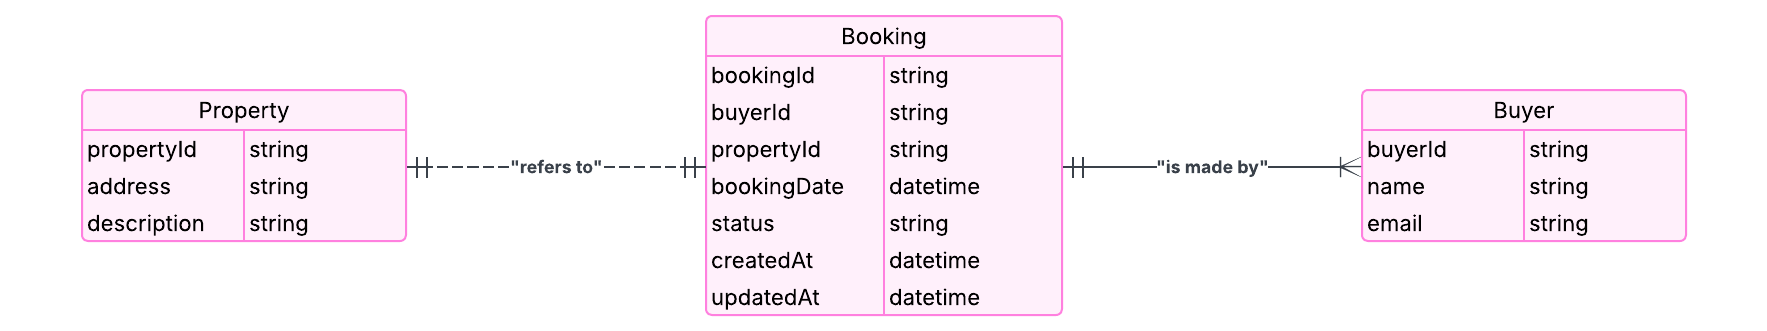 Property
propertyId string
address string
description string
"refers to"
Booking
bookingId string
buyerId string
propertyId string
bookingDate datetime
status string
createdAt datetime
updatedAt datetime
"is made by"
Buyer
buyerId string
name string
email string